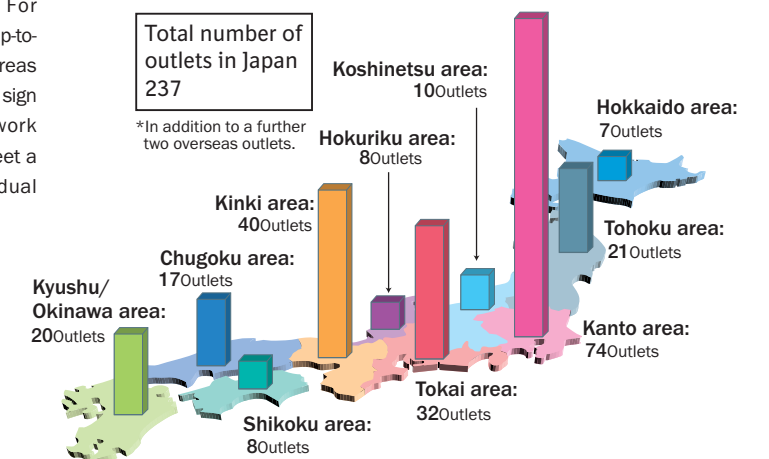 For
p-to-
reas
sign
work
eet a
dual
Total number of
outlets in Japan
237
*In addition to a further
two overseas outlets.
Koshinetsu area:
10Outlets
Hokkaido area:
7Outlets
Hokuriku area:
8Outlets
Kinki area:
40Outlets
Tohoku area:
21Outlets
Chugoku area:
17Outlets
Kyushu/
Okinawa area:
20Outlets
Kanto area:
74Outlets
Tokai area:
32Outlets
Shikoku area:
8Outlets